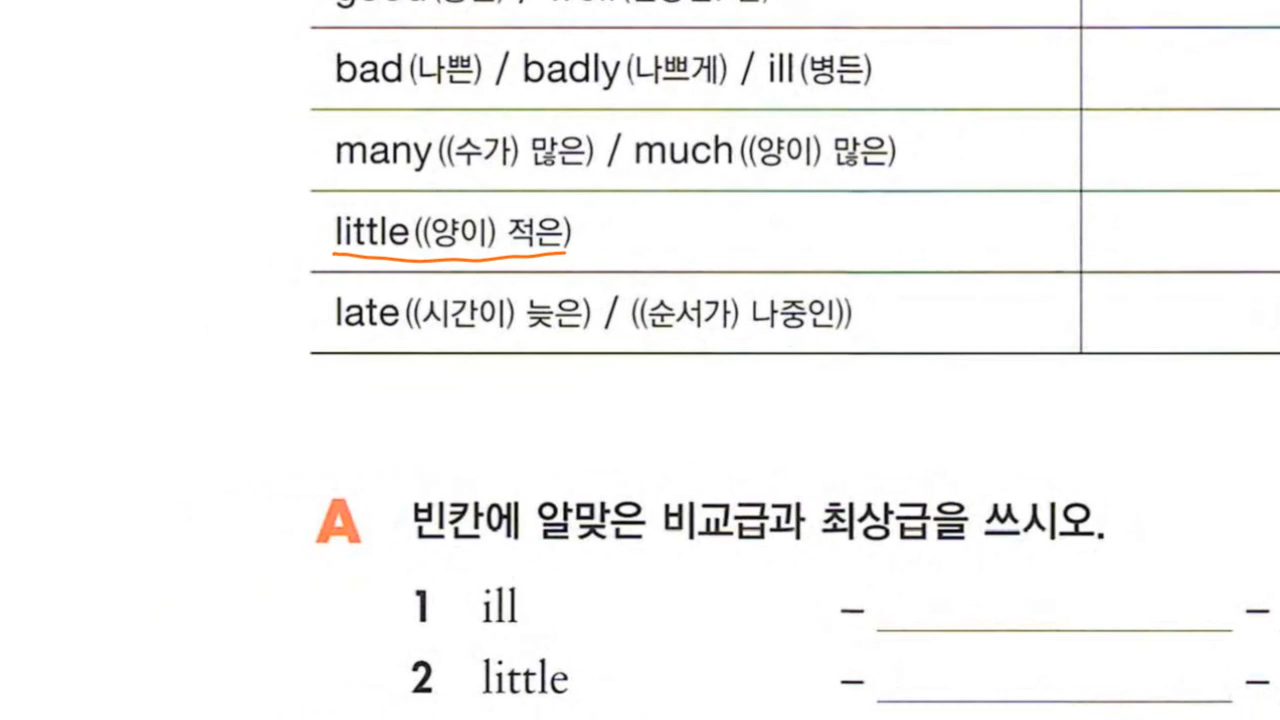 bad(나쁜) / badly(나쁘게) / ill(병든)
many((수가) 많은) / much((양이) 많은)
little((양이) 적은)
late((시간이) 늦은) / ((순서가) 나중인))
A 빈칸에 알맞은 비교급과 최상급을 쓰시오.
1 ill – ________ –
2 little – ________ –